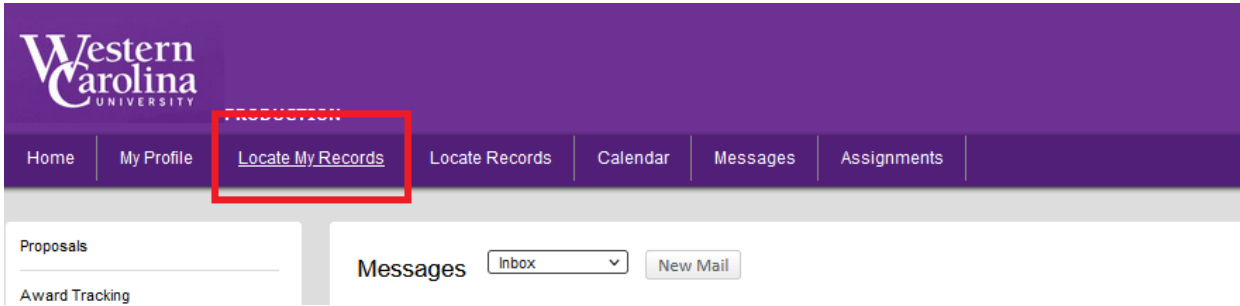 Western
Carolina
UNIVERSITY
PRODUCTION
Home My Profile Locate My Records Locate Records Calendar Messages Assignments
Proposals
Messages Inbox New Mail
Award Tracking